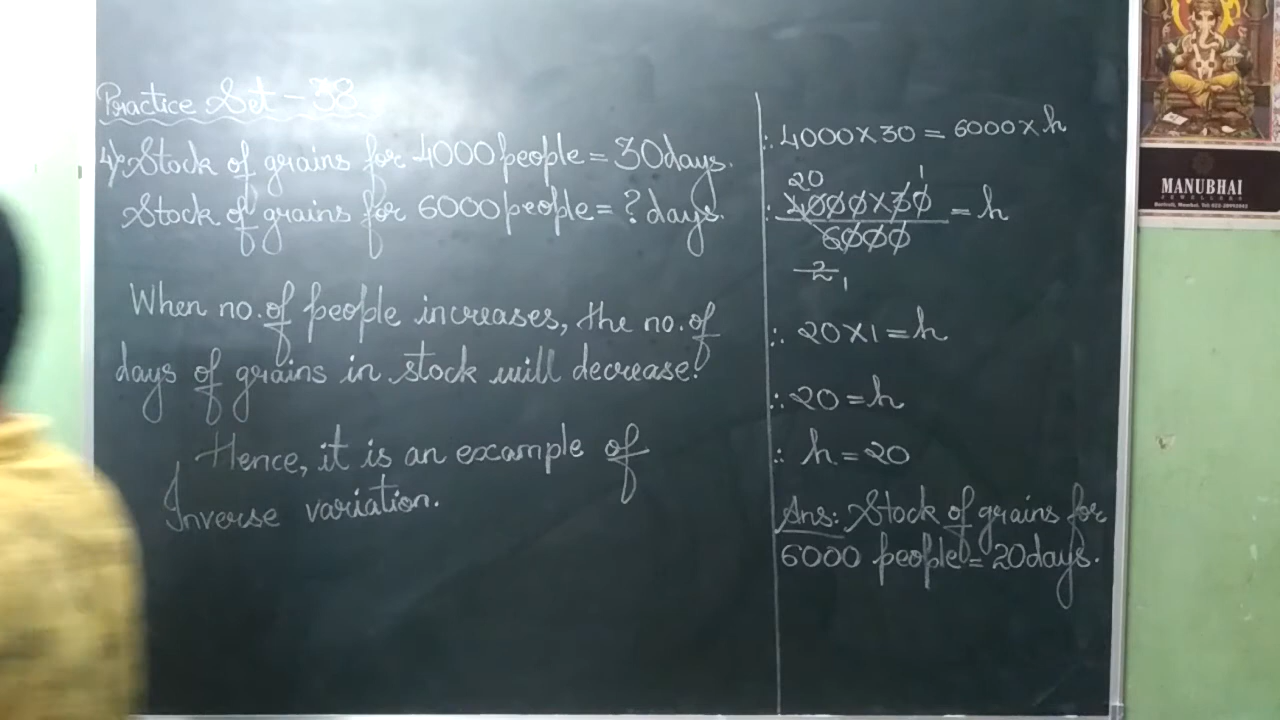 Practice Set - 38
4) Stock of grains for 4000 people = 30 days.
Stock of grains for 6000 people = ? days.
When no. of people increases, the no. of
days of grains in stock will decrease.
Hence, it is an example of
Inverse variation.
∴ 4000 × 30 = 6000 × h
20 1
∴ 4000 × 30 = h
6000
2 1
∴ 20 × 1 = h
∴ 20 = h
∴ h = 20
Ans: Stock of grains for
6000 people = 20 days.
MANUBHAI
JEWELLERS